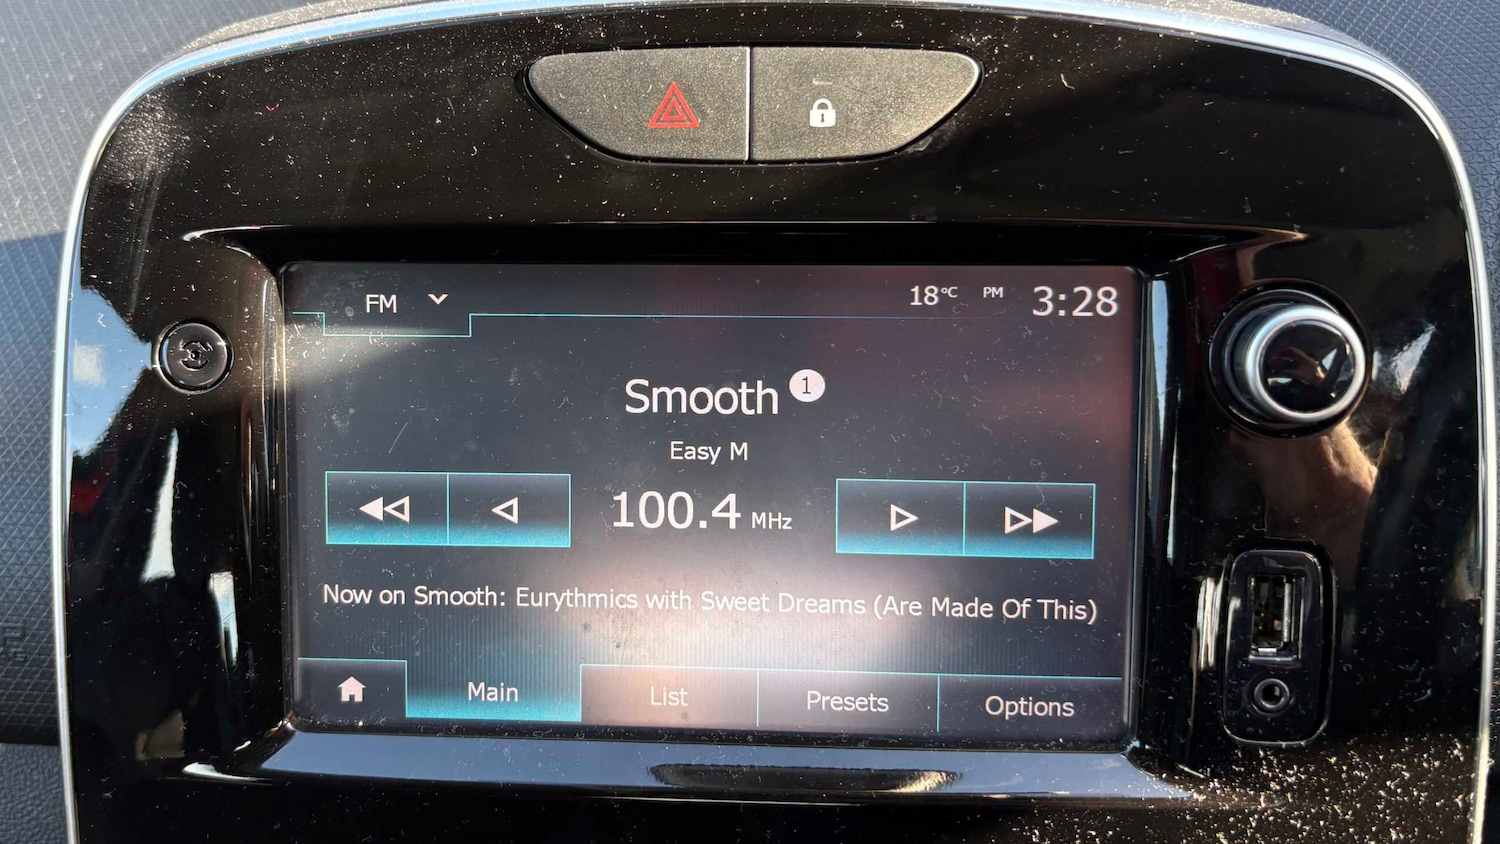 FM
18°C PM 3:28
Smooth 1
Easy M
100.4 MHz
Now on Smooth: Eurythmics with Sweet Dreams (Are Made Of This)
Main List Presets Options